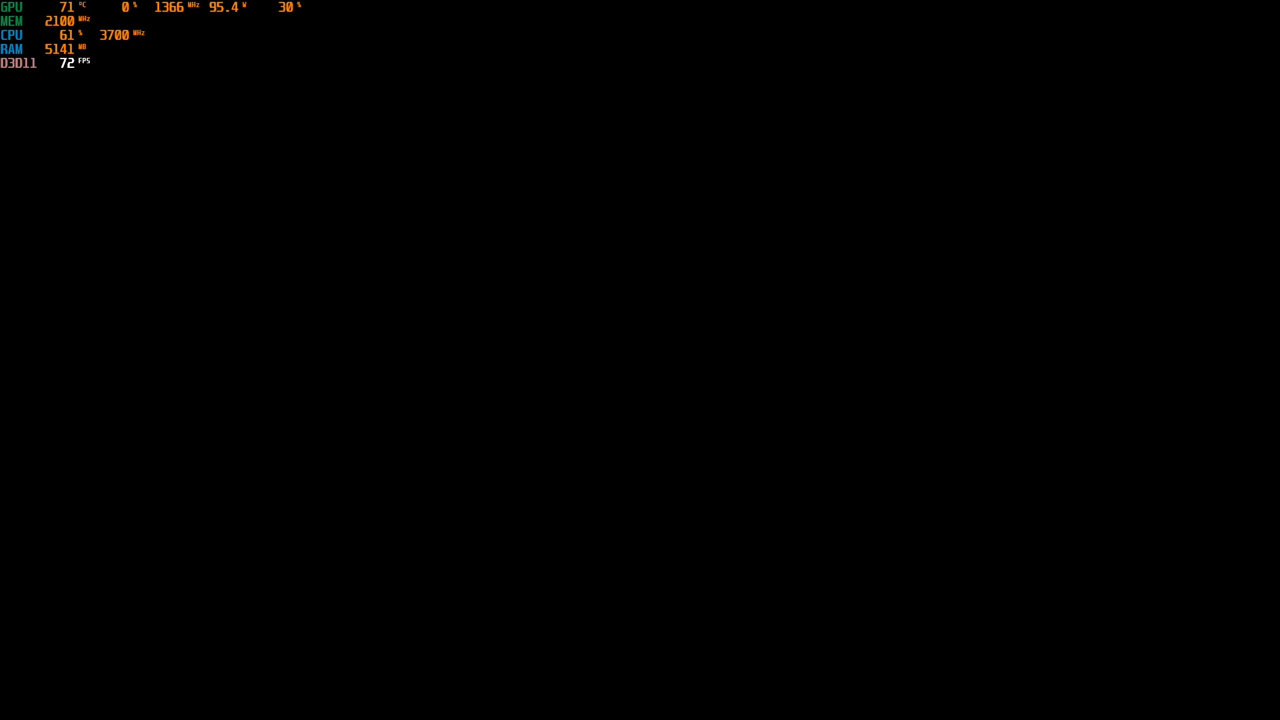 GPU 71 °C 0 % 1366 MHz 95.4 W 30 %
MEM 2100 MHz
CPU 61 % 3700 MHz
RAM 5141 MB
D3D11 72 FPS